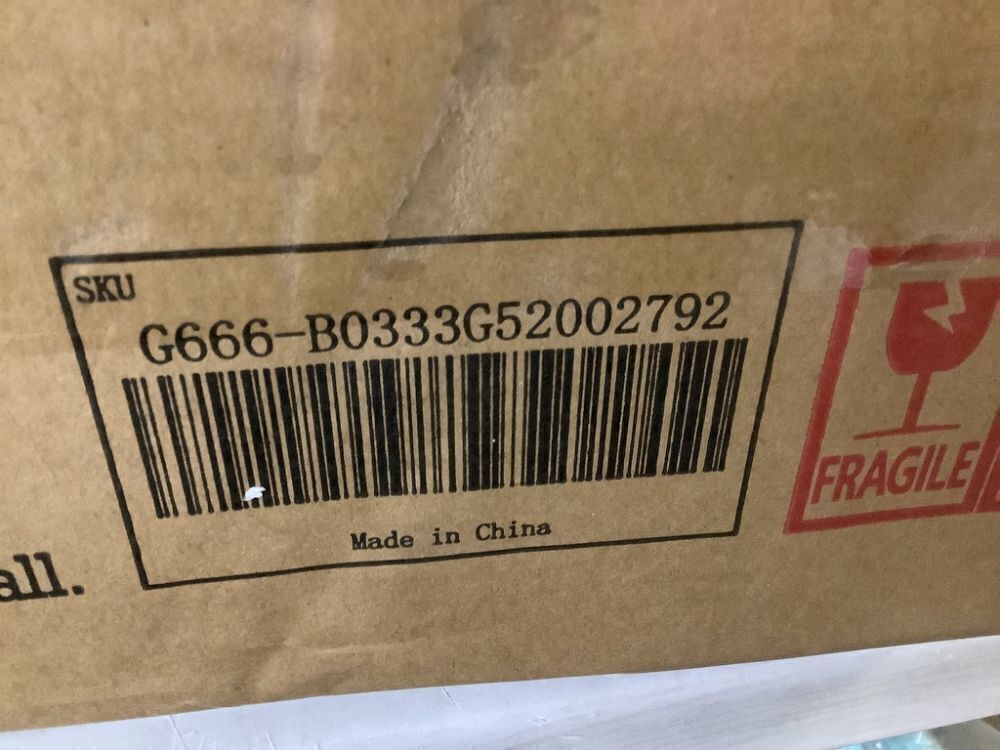 SKU
G666-B0333G52002792
Made in China
all.
FRAGILE